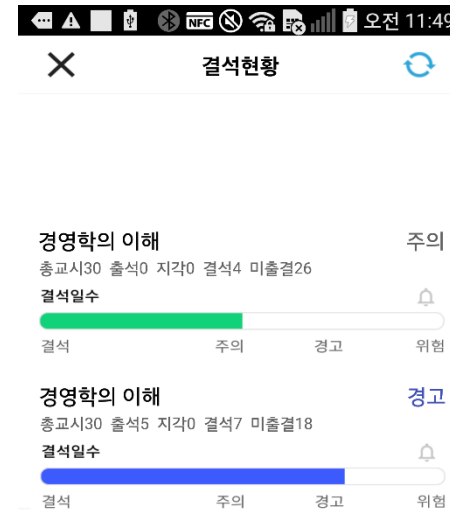 NFC 오전 11:49
결석현황
경영학의 이해 주의
총교시30 출석0 지각0 결석4 미출결26
결석일수
결석 주의 경고 위험
경영학의 이해 경고
총교시30 출석5 지각0 결석7 미출결18
결석일수
결석 주의 경고 위험